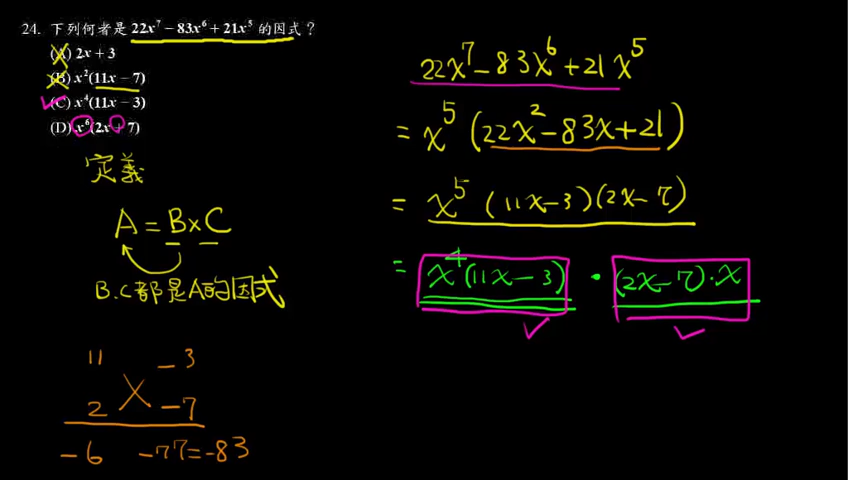 24. 下列何者是 22x⁷ − 83x⁶ + 21x⁵ 的因式?
(A) 2x + 3
(B) x²(11x − 7)
(C) x⁴(11x − 3)
(D) x⁶(2x + 7)
定義
A = B × C
B.C都是A的因式
11 −3
2 −7
−6 −77=−83
22x⁷ − 83x⁶ + 21x⁵
= x⁵ (22x² − 83x + 21)
= x⁵ (11x − 3)(2x − 7)
= x⁴(11x − 3) · (2x − 7)·x